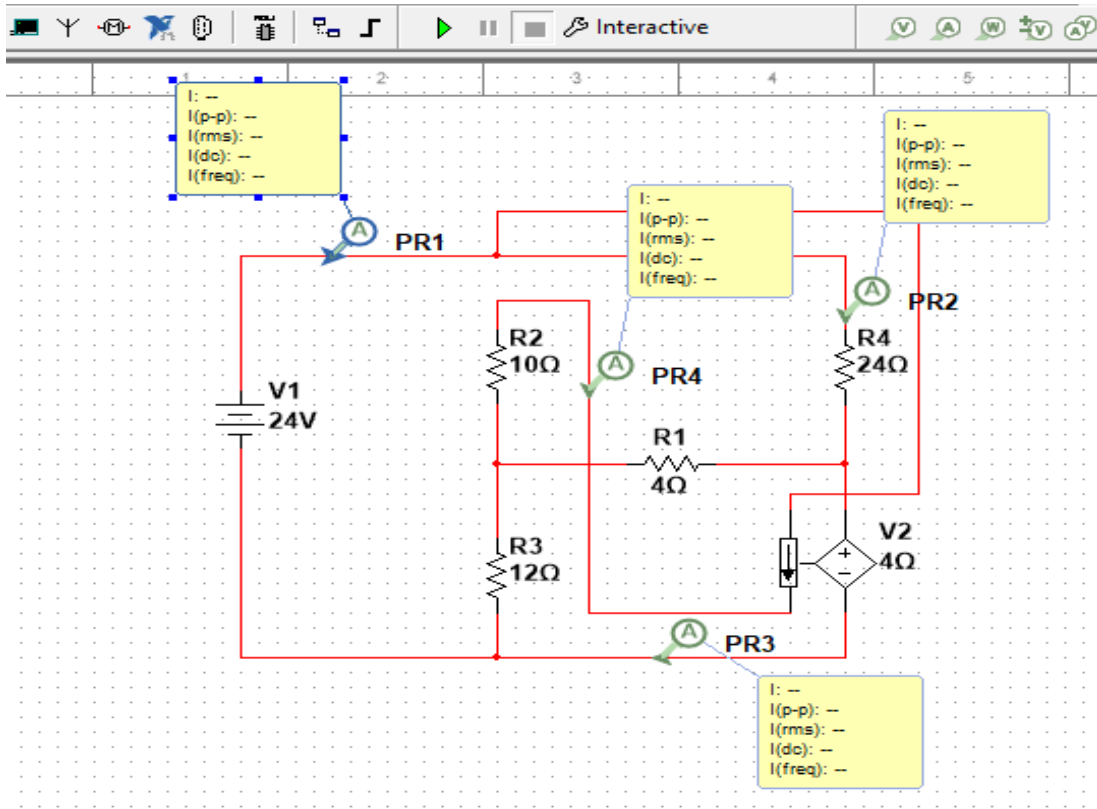 Interactive
V
A
W
V
A V
1
2
3
4
5
I: --
I(p-p): --
I(rms): --
I(dc): --
I(freq): --
I: --
I(p-p): --
I(rms): --
I(dc): --
I(freq): --
I: --
I(p-p): --
I(rms): --
I(dc): --
I(freq): --
A
PR1
A
PR2
R2
10Ω
A
PR4
R4
24Ω
V1
24V
R1
4Ω
R3
12Ω
V2
4Ω
A
PR3
I: --
I(p-p): --
I(rms): --
I(dc): --
I(freq): --